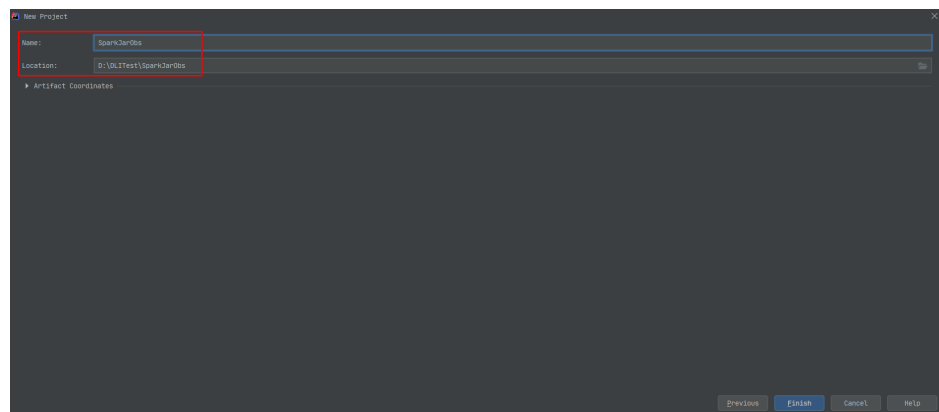 New Project
Name: SparkJarObs
Location: D:\DLITest\SparkJarObs
Artifact Coordinates
Previous Finish Cancel Help